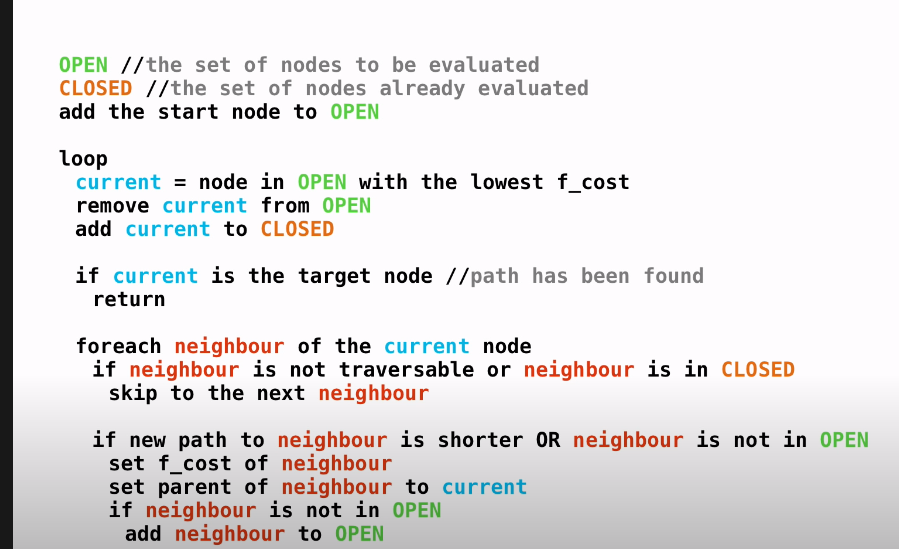 OPEN //the set of nodes to be evaluated
CLOSED //the set of nodes already evaluated
add the start node to OPEN
loop
current = node in OPEN with the lowest f_cost
remove current from OPEN
add current to CLOSED
if current is the target node //path has been found
return
foreach neighbour of the current node
if neighbour is not traversable or neighbour is in CLOSED
skip to the next neighbour
if new path to neighbour is shorter OR neighbour is not in OPEN
set f_cost of neighbour
set parent of neighbour to current
if neighbour is not in OPEN
add neighbour to OPEN